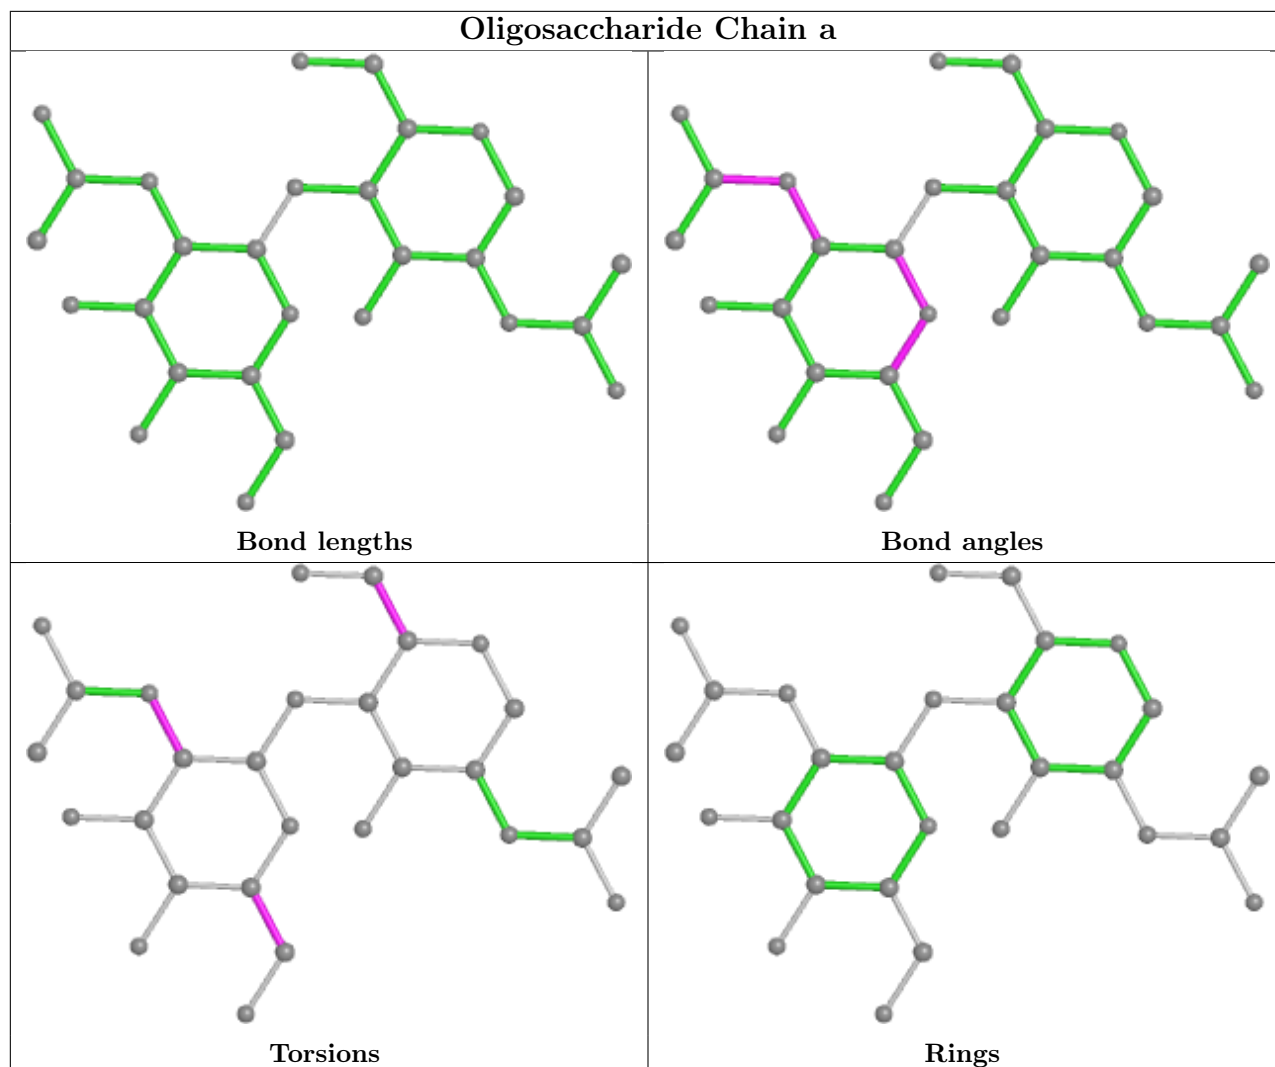 Oligosaccharide Chain a
Bond lengths
Bond angles
Torsions
Rings